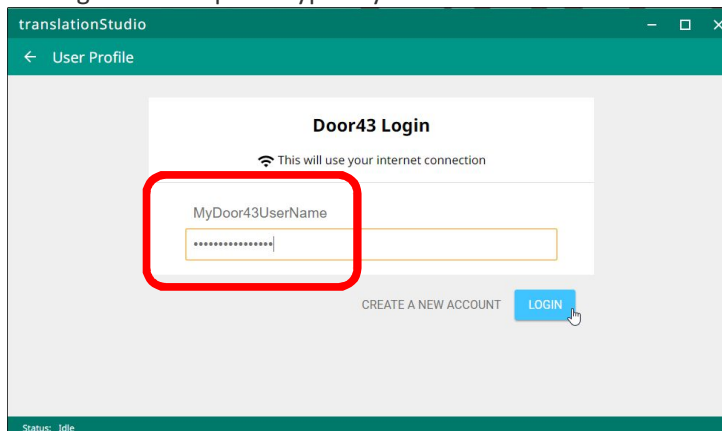 translationStudio
User Profile
Door43 Login
This will use your internet connection
MyDoor43UserName
••••••••••••••••
CREATE A NEW ACCOUNT LOGIN
Status: Idle